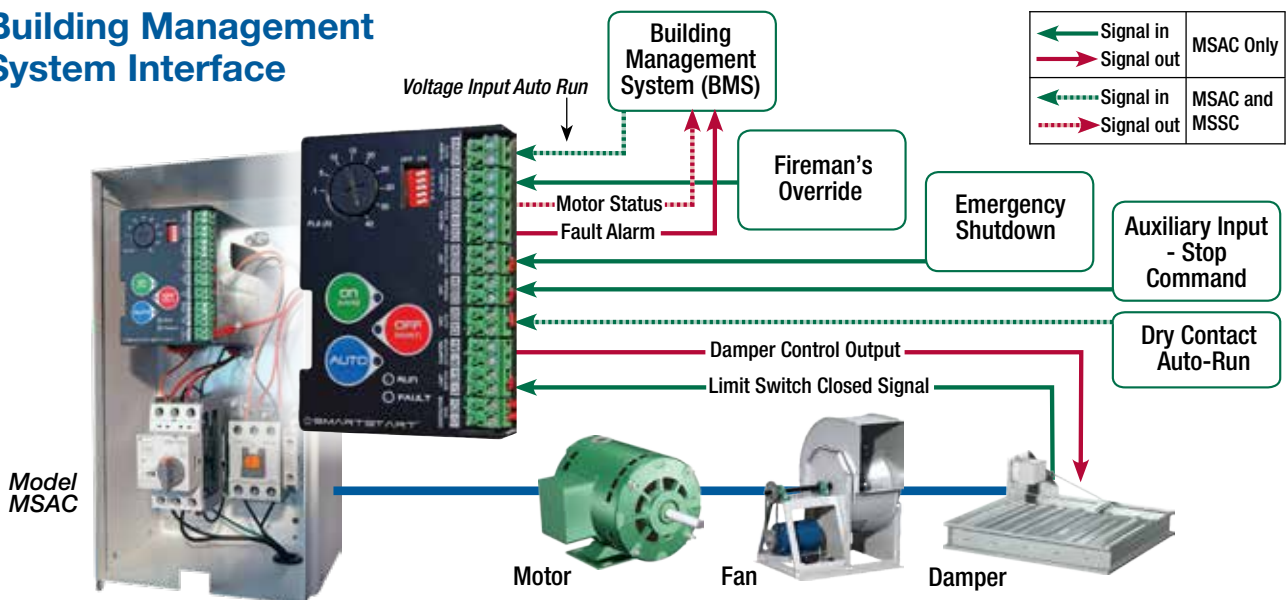 Building Management
System Interface
Voltage Input Auto Run
Building
Management
System (BMS)
Signal in
Signal out
MSAC Only
Signal in
Signal out
MSAC and
MSSC
Fireman's
Override
Motor Status
Fault Alarm
Emergency
Shutdown
Auxiliary Input
- Stop
Command
Dry Contact
Auto-Run
Damper Control Output
Limit Switch Closed Signal
FLA (A)
ON
OFF
AUTO
RUN
FAULT
SMARTSTART
Model
MSAC
Motor
Fan
Damper